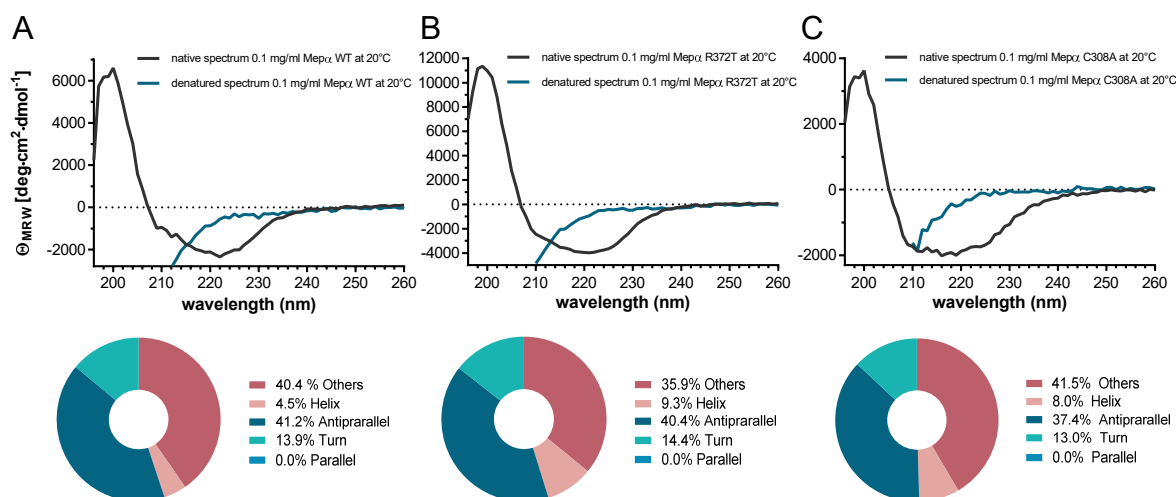 A
native spectrum 0.1 mg/ml Mepα WT at 20°C
denatured spectrum 0.1 mg/ml Mepα WT at 20°C
6000
4000
2000
0
-2000
Θ MRW [deg·cm²·dmol⁻¹]
200 210 220 230 240 250 260
wavelength (nm)
40.4 % Others
4.5% Helix
41.2% Antiprarallel
13.9% Turn
0.0% Parallel
B
native spectrum 0.1 mg/ml Mepα R372T at 20°C
denatured spectrum 0.1 mg/ml Mepα R372T at 20°C
12000
10000
8000
6000
4000
2000
0
-2000
-4000
200 210 220 230 240 250 260
wavelength (nm)
35.9% Others
9.3% Helix
40.4% Antiprarallel
14.4% Turn
0.0% Parallel
C
native spectrum 0.1 mg/ml Mepα C308A at 20°C
denatured spectrum 0.1 mg/ml Mepα C308A at 20°C
4000
2000
0
-2000
200 210 220 230 240 250 260
wavelength (nm)
41.5% Others
8.0% Helix
37.4% Antiprarallel
13.0% Turn
0.0% Parallel